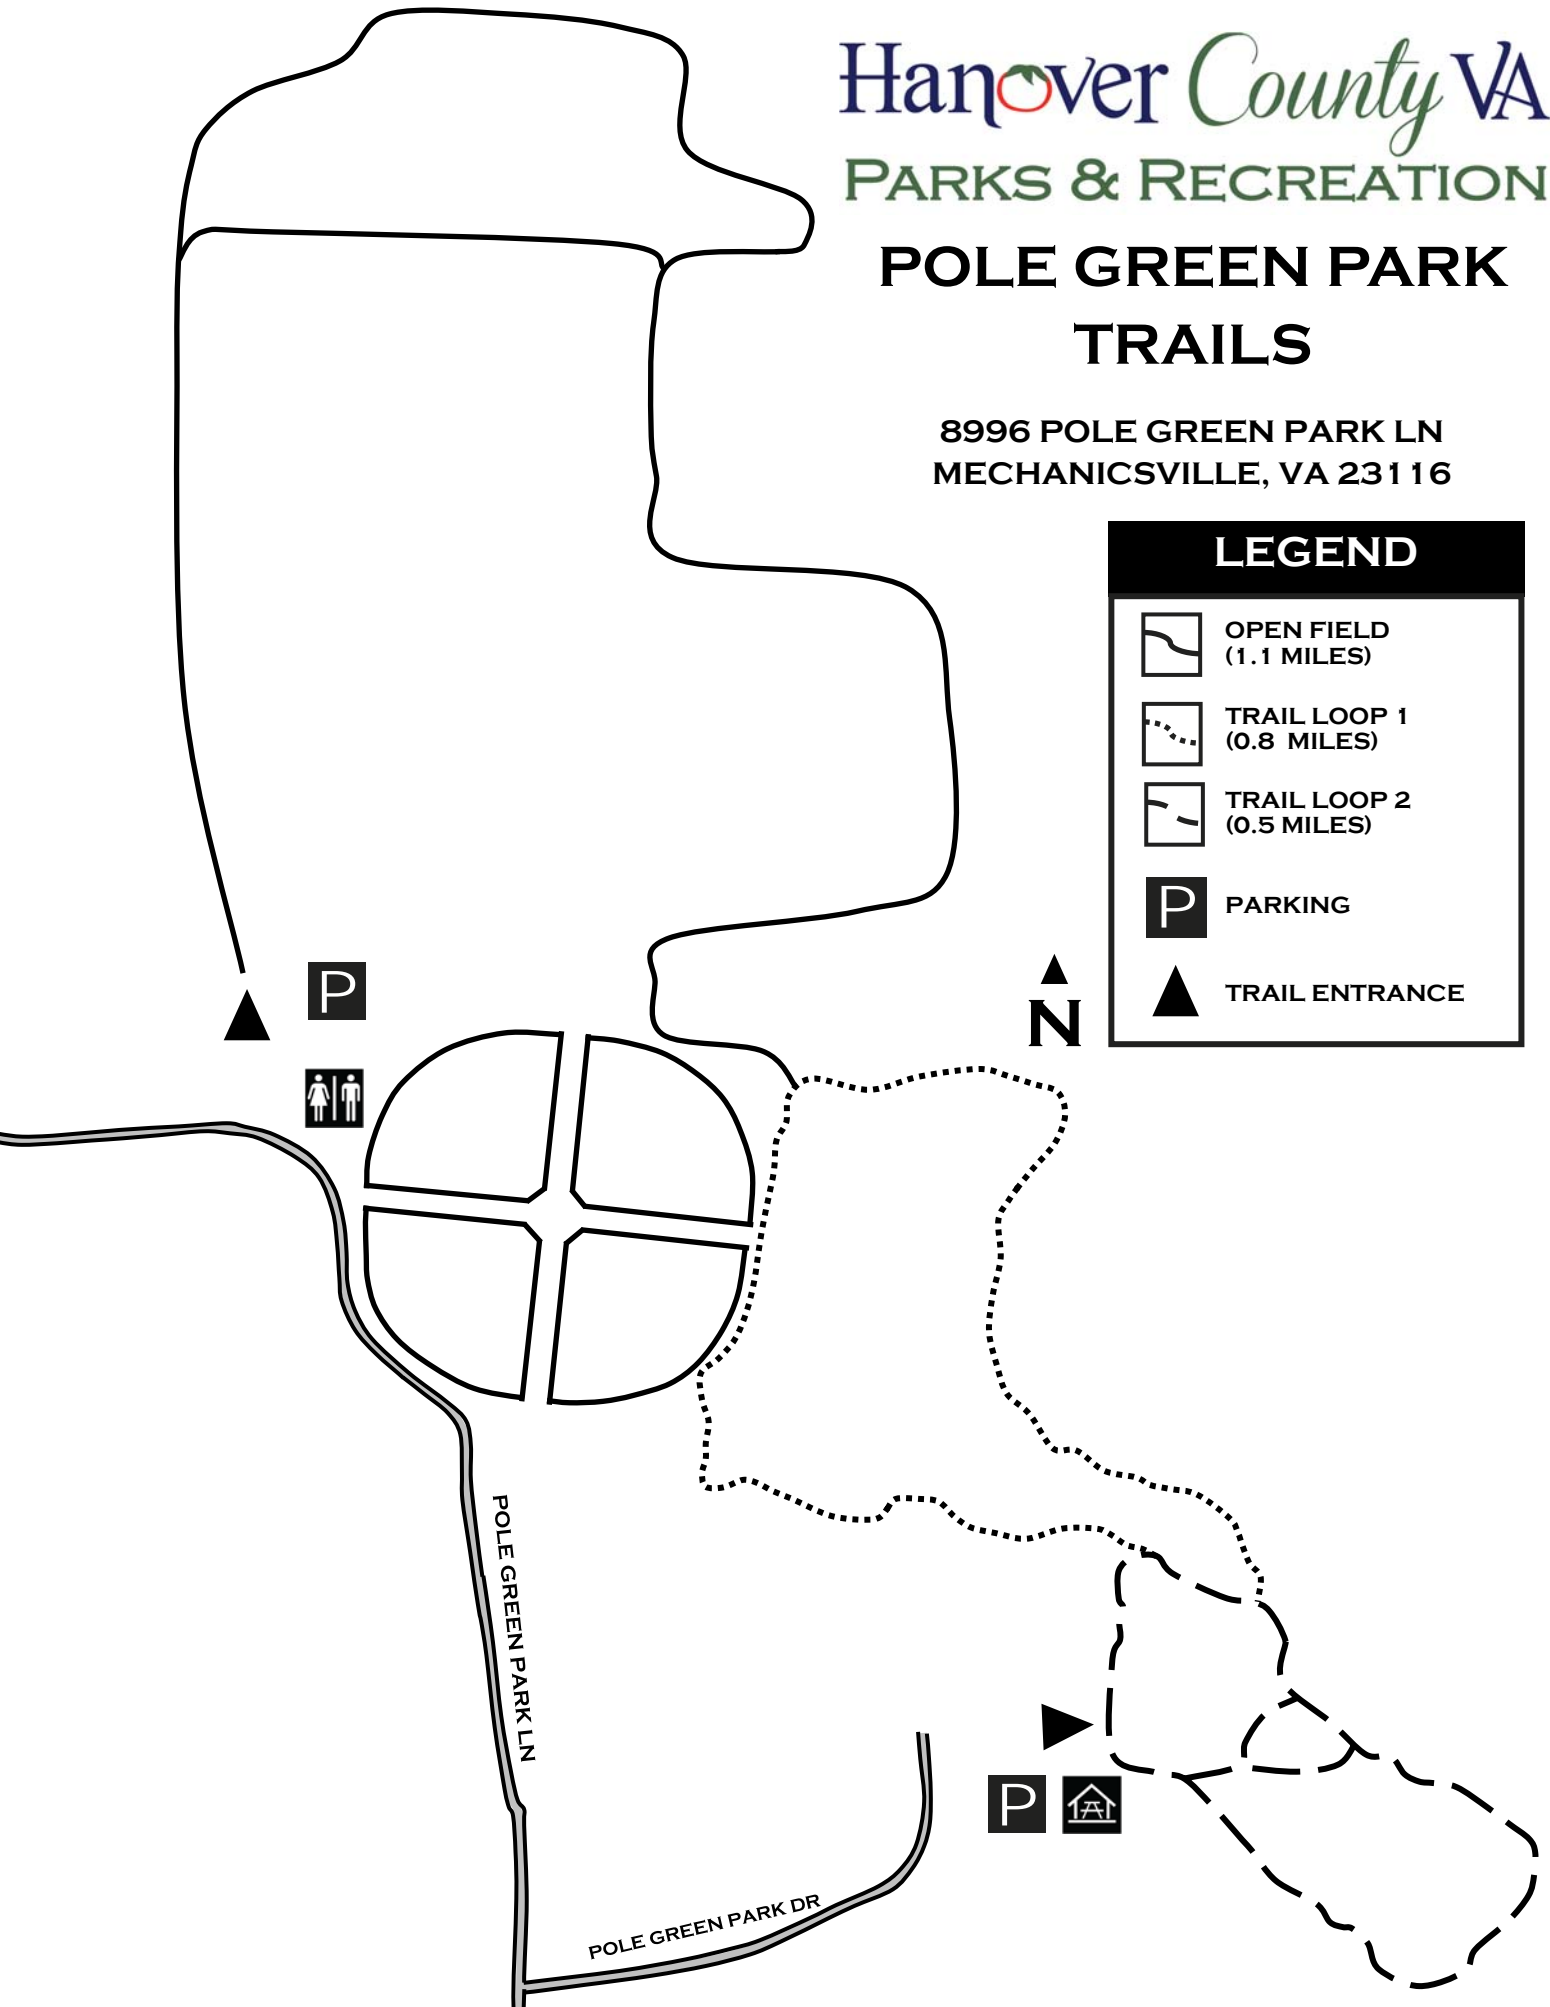 Hanover County VA
PARKS & RECREATION
POLE GREEN PARK
TRAILS
8996 POLE GREEN PARK LN
MECHANICSVILLE, VA 23116
LEGEND
OPEN FIELD
(1.1 MILES)
TRAIL LOOP 1
(0.8 MILES)
TRAIL LOOP 2
(0.5 MILES)
P
PARKING
TRAIL ENTRANCE
P
N
POLE GREEN PARK LN
P
POLE GREEN PARK DR